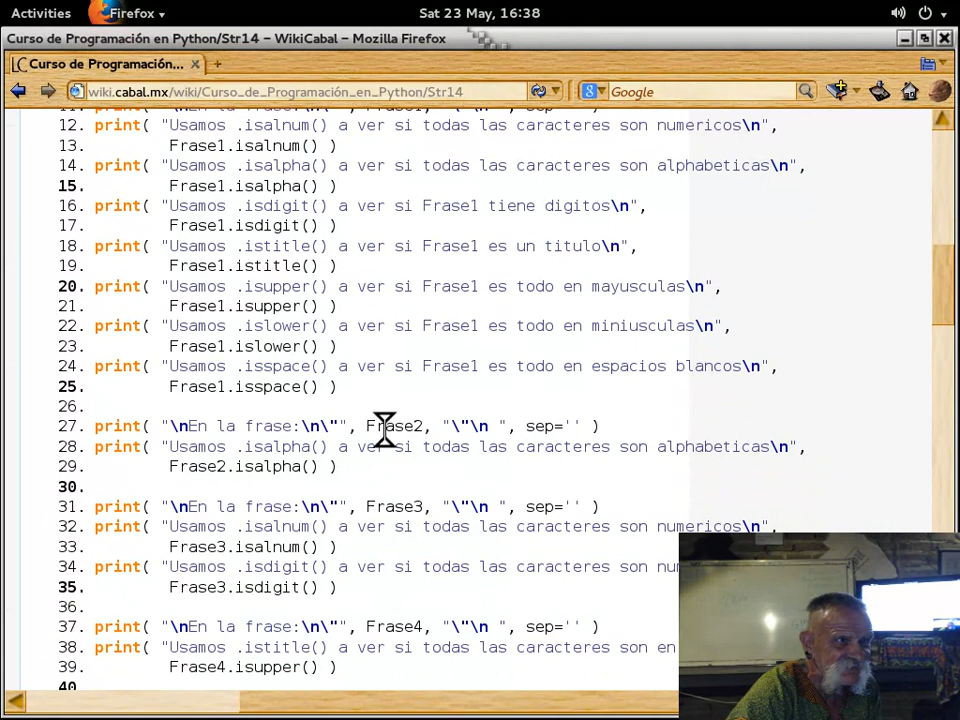 Activities Firefox Sat 23 May, 16:38
Curso de Programación en Python/Str14 – WikiCabal – Mozilla Firefox
Curso de Programación...
wiki.cabal.mx/wiki/Curso_de_Programación_en_Python/Str14 Google
12. print( "Usamos .isalnum() a ver si todas las caracteres son numericos\n",
13. Frase1.isalnum() )
14. print( "Usamos .isalpha() a ver si todas las caracteres son alphabeticas\n",
15. Frase1.isalpha() )
16. print( "Usamos .isdigit() a ver si Frase1 tiene digitos\n",
17. Frase1.isdigit() )
18. print( "Usamos .istitle() a ver si Frase1 es un titulo\n",
19. Frase1.istitle() )
20. print( "Usamos .isupper() a ver si Frase1 es todo en mayusculas\n",
21. Frase1.isupper() )
22. print( "Usamos .islower() a ver si Frase1 es todo en miniusculas\n",
23. Frase1.islower() )
24. print( "Usamos .isspace() a ver si Frase1 es todo en espacios blancos\n",
25. Frase1.isspace() )
26.
27. print( "\nEn la frase:\n\"", Frase2, "\"\n ", sep='' )
28. print( "Usamos .isalpha() a ver si todas las caracteres son alphabeticas\n",
29. Frase2.isalpha() )
30.
31. print( "\nEn la frase:\n\"", Frase3, "\"\n ", sep='' )
32. print( "Usamos .isalnum() a ver si todas las caracteres son numericos\n",
33. Frase3.isalnum() )
34. print( "Usamos .isdigit() a ver si todas las caracteres son
35. Frase3.isdigit() )
36.
37. print( "\nEn la frase:\n\"", Frase4, "\"\n ", sep='' )
38. print( "Usamos .istitle() a ver si todas las caracteres son en
39. Frase4.isupper() )
40